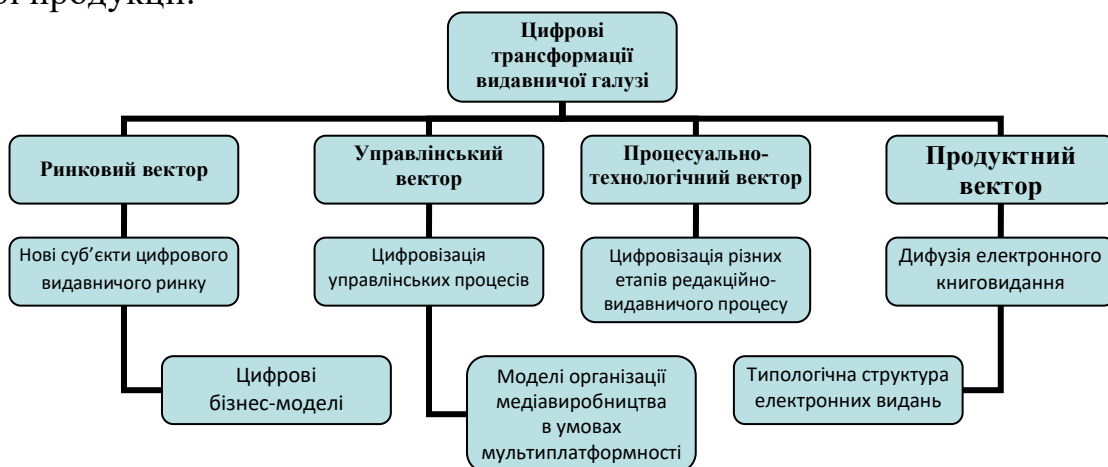 продукції.
Цифрові
трансформації
видавничої галузі
Ринковий вектор
Управлінський
вектор
Процесуально-
технологічний вектор
Продуктний
вектор
Нові суб’єкти цифрового
видавничого ринку
Цифровізація
управлінських процесів
Цифровізація різних
етапів редакційно-
видавничого процесу
Дифузія електронного
книговидання
Цифрові
бізнес-моделі
Моделі організації
медіавиробництва
в умовах
мультиплатформності
Типологічна структура
електронних видань